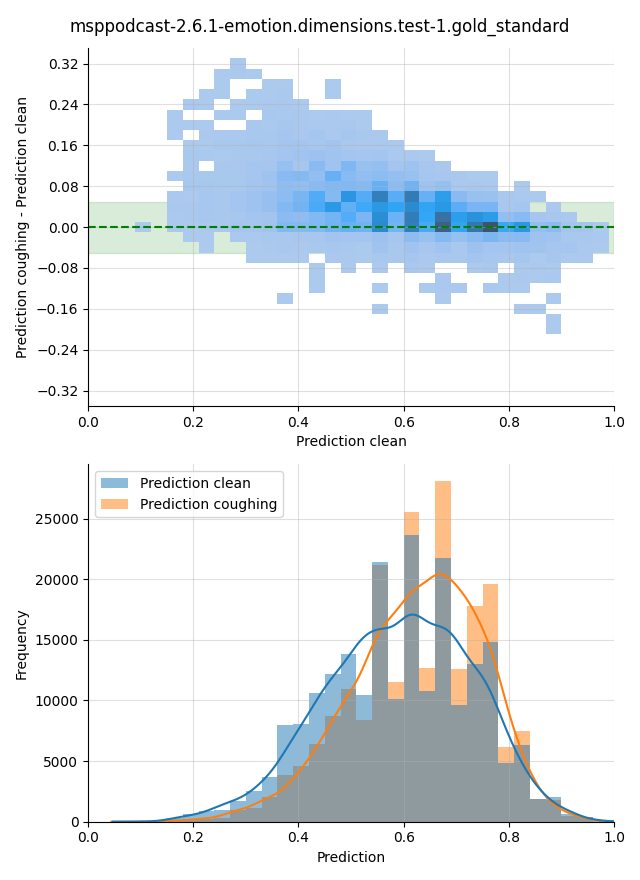 msppodcast-2.6.1-emotion.dimensions.test-1.gold_standard
Prediction coughing - Prediction clean
0.32
0.24
0.16
0.08
0.00
−0.08
−0.16
−0.24
−0.32
0.0 0.2 0.4 0.6 0.8 1.0
Prediction clean
Prediction clean
Prediction coughing
Frequency
25000
20000
15000
10000
5000
0
0.0 0.2 0.4 0.6 0.8 1.0
Prediction